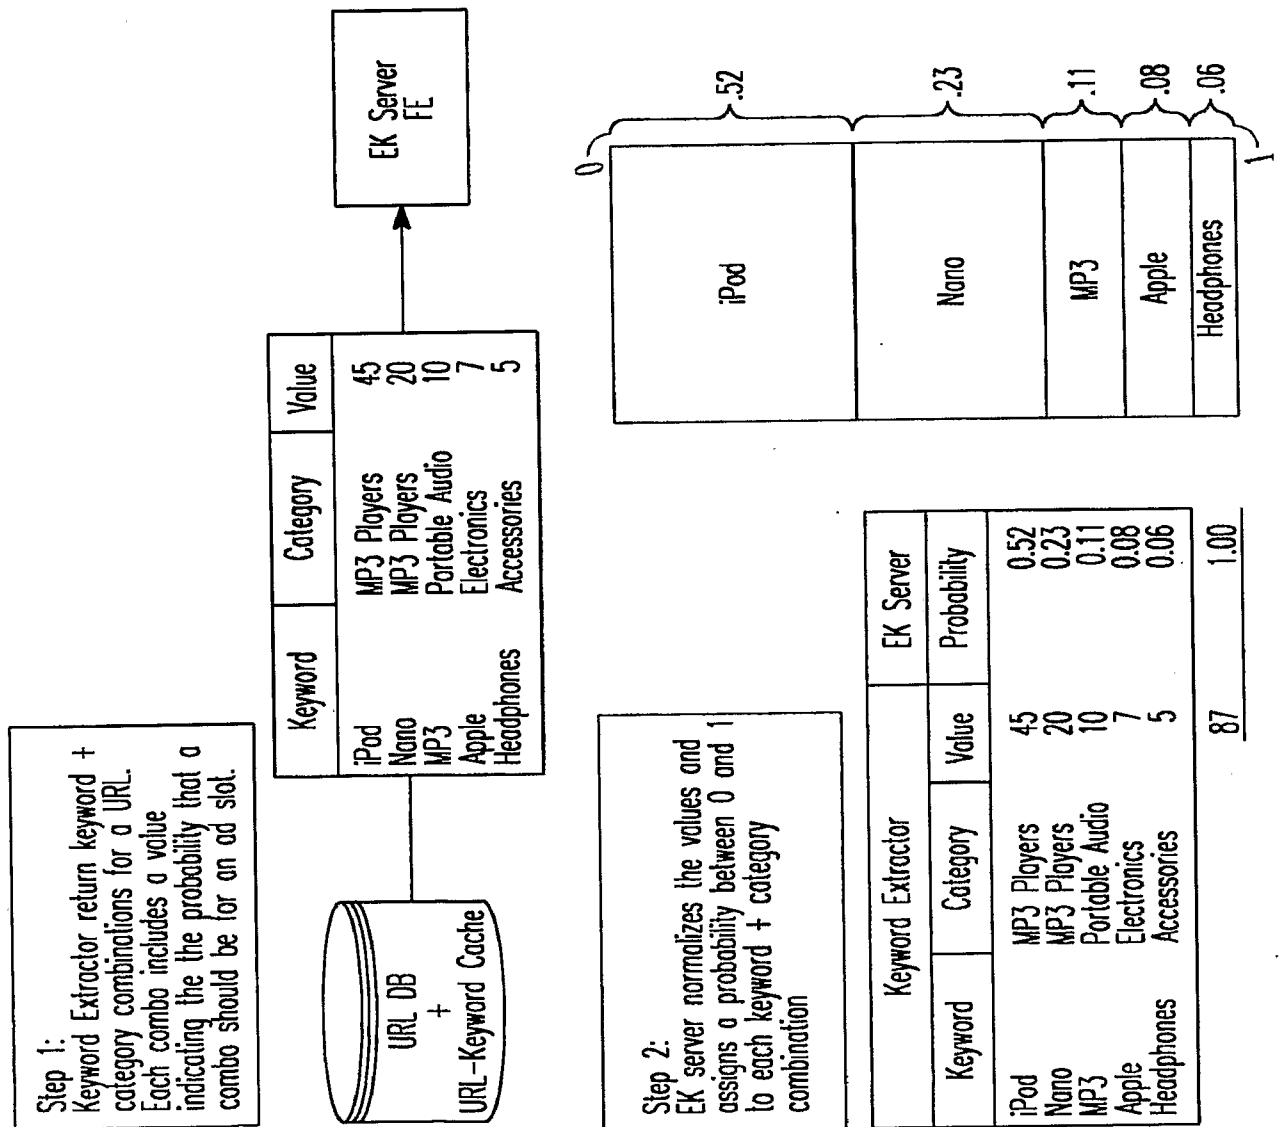 Step 1:
Keyword Extractor return keyword +
category combinations for a URL.
Each combo includes a value
indicating the the probability that a
combo should be for an ad slot.
URL DB
+
URL-Keyword Cache
Keyword Category Value
iPod MP3 Players 45
Nano MP3 Players 20
MP3 Portable Audio 10
Apple Electronics 7
Headphones Accessories 5
EK Server
FE
Step 2:
EK server normalizes the values and
assigns a probability between 0 and 1
to each keyword + category
combination
Keyword Extractor EK Server
Keyword Category Value Probability
iPod MP3 Players 45 0.52
Nano MP3 Players 20 0.23
MP3 Portable Audio 10 0.11
Apple Electronics 7 0.08
Headphones Accessories 5 0.06
87 1.00
0
iPod .52
Nano .23
MP3 .11
Apple .08
Headphones .06
1